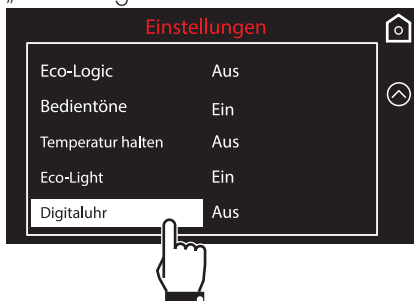 Einstellungen
Eco-Logic Aus
Bedientöne Ein
Temperatur halten Aus
Eco-Light Ein
Digitaluhr Aus